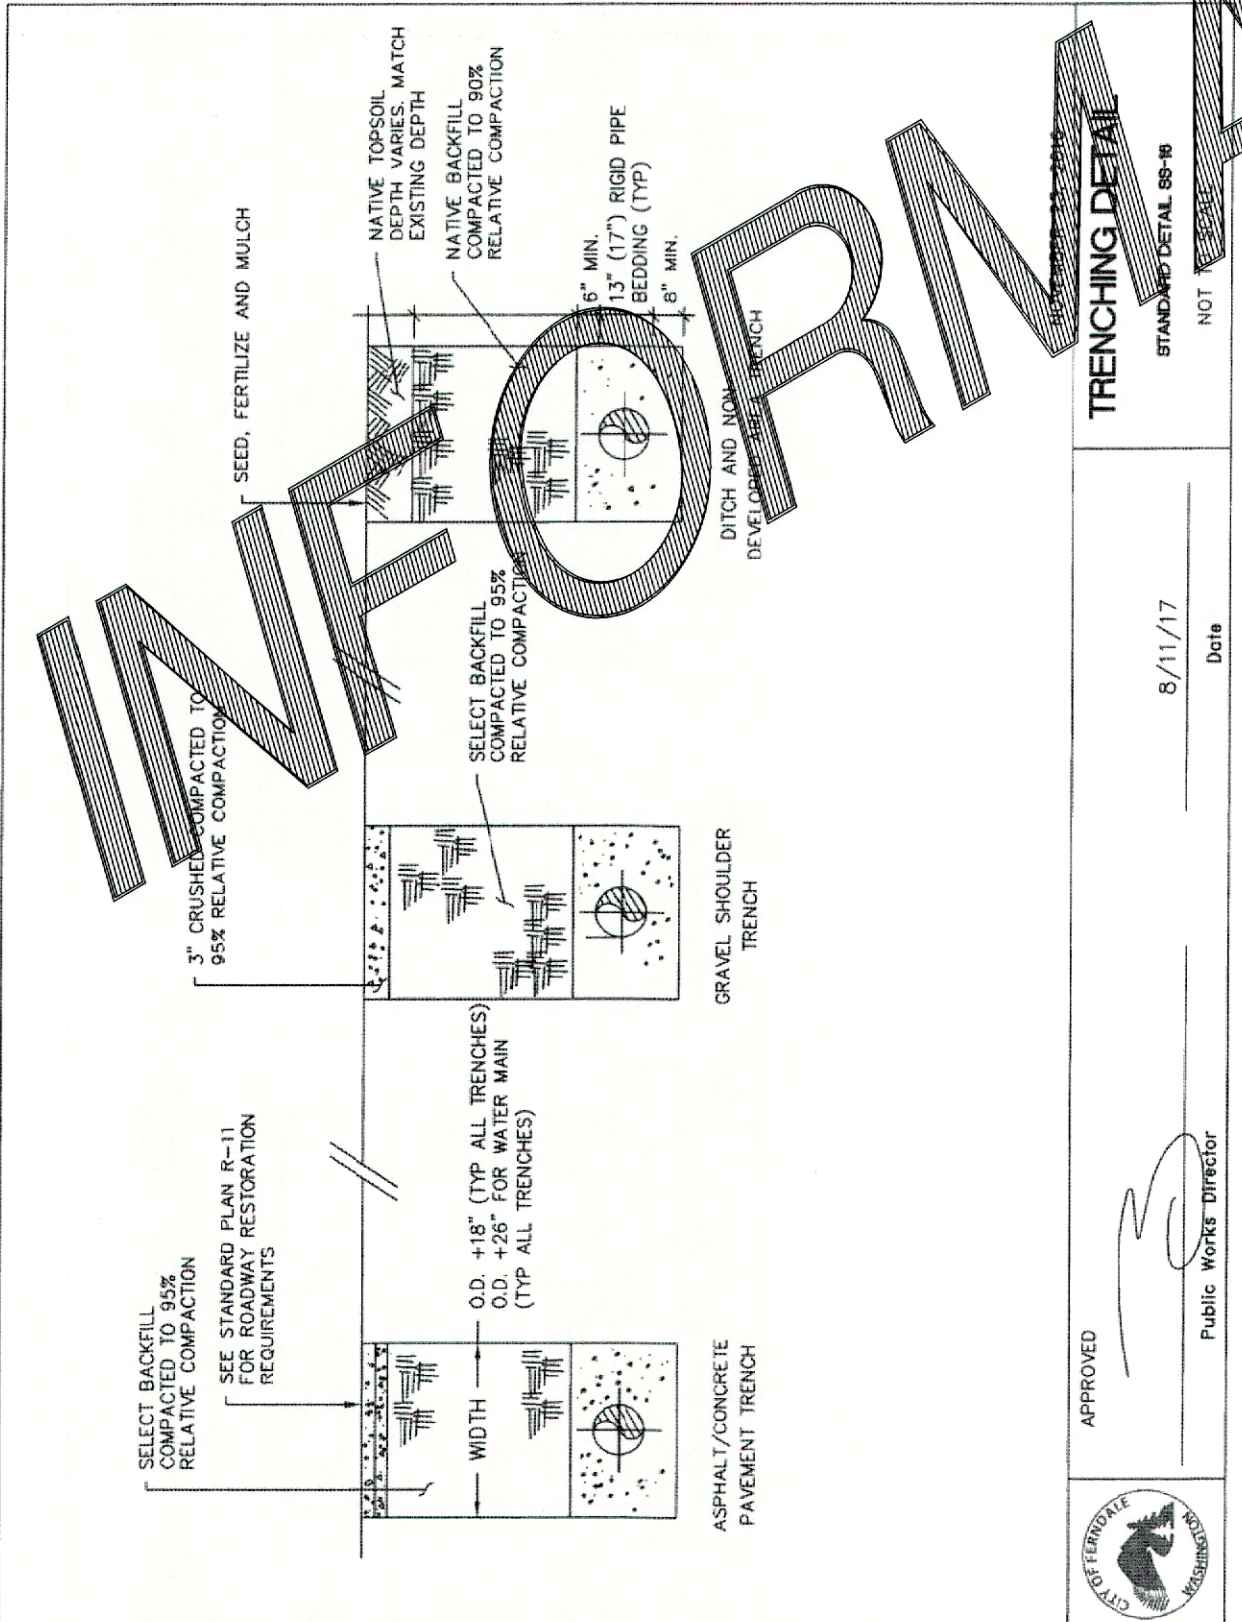 SELECT BACKFILL
COMPACTED TO 95%
RELATIVE COMPACTION
SEE STANDARD PLAN R-11
FOR ROADWAY RESTORATION
REQUIREMENTS
WIDTH
O.D. +18" (TYP ALL TRENCHES)
O.D. +26" FOR WATER MAIN
(TYP ALL TRENCHES)
ASPHALT/CONCRETE
PAVEMENT TRENCH
3" CRUSHED COMPACTED TO
95% RELATIVE COMPACTION
SELECT BACKFILL
COMPACTED TO 95%
RELATIVE COMPACTION
GRAVEL SHOULDER
TRENCH
SEED, FERTILIZE AND MULCH
NATIVE TOPSOIL
DEPTH VARIES. MATCH
EXISTING DEPTH
NATIVE BACKFILL
COMPACTED TO 90%
RELATIVE COMPACTION
6" MIN.
13" (17") RIGID PIPE
BEDDING (TYP)
8" MIN.
DITCH AND NON
DEVELOPED AREA TRENCH
INFORMA
CITY OF FERNDALE
WASHINGTON
APPROVED
Public Works Director
8/11/17
Date
NOVEMBER 23, 2016
TRENCHING DETAIL
STANDARD DETAIL SS-16
NOT TO SCALE